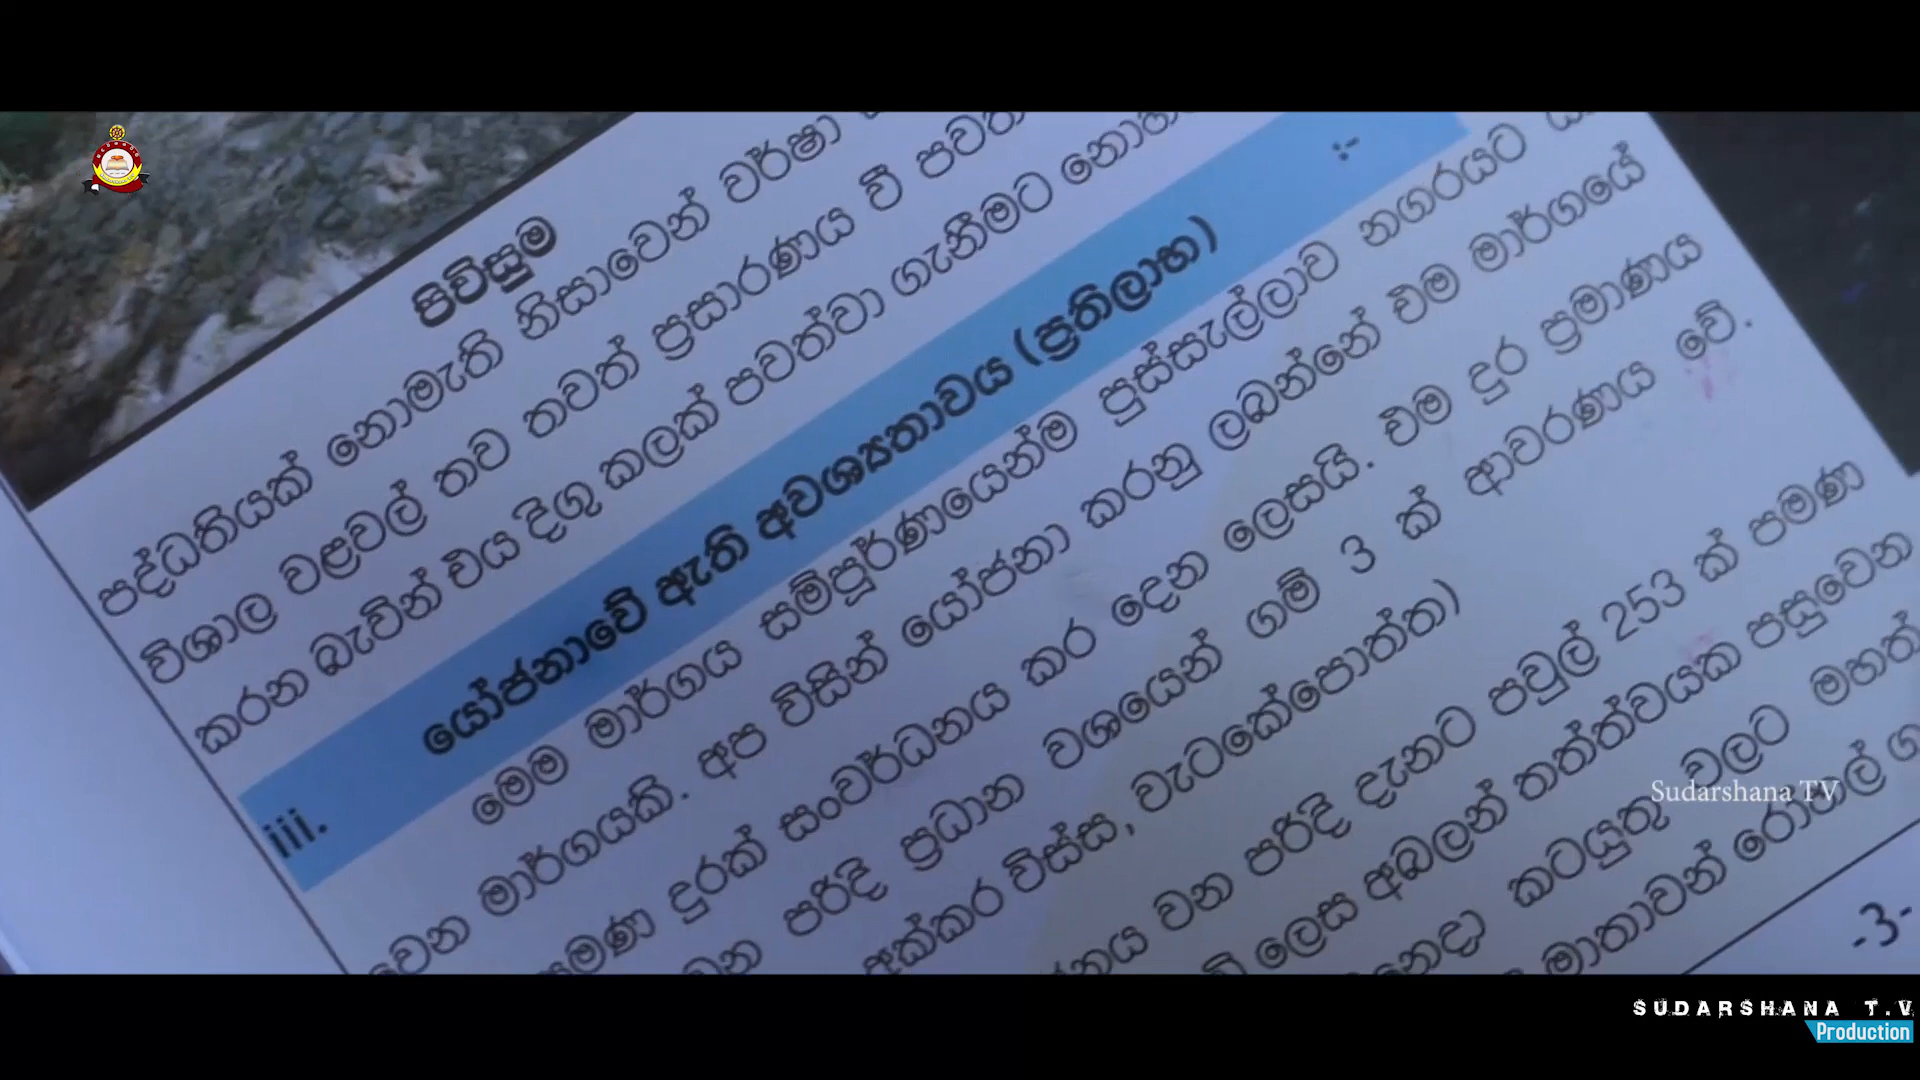 පිවිසුම
පද්ධතියක් නොමැති නිසාවෙන් වර්ෂා
විශාල වළවල් තව තවත් ප්‍රසාරණය වී
කරන බැවින් එය දිගු කලක් පවත්වා ගැනීමට
iii. යෝජනාවේ ඇති අවශ්‍යතාවය (ප්‍රතිලාභ) :-
මෙම මාර්ගය සම්පූර්ණයෙන්ම පුස්සැල්ලාව නගරයට
වෙන මාර්ගයකි. අප විසින් යෝජනා කරනු ලබන්නේ එම මාර්ගයේ
දුරක් සංවර්ධනය කර දෙන ලෙසයි. එම දුර ප්‍රමාණය
පරිදි ප්‍රධාන වශයෙන් ගම් 3 ක් ආවරණය වේ.
අක්කර විස්ස, වැටකේපොත්ත)
වන පරිදි දැනට පවුල් 253 ක් පමණ
ලෙස අබලන් තත්ත්වයක පසුවෙන
කටයුතු වලට
මාතාවන් රෝහල්
-3-
Sudarshana TV
SUDARSHANA T.V
Production